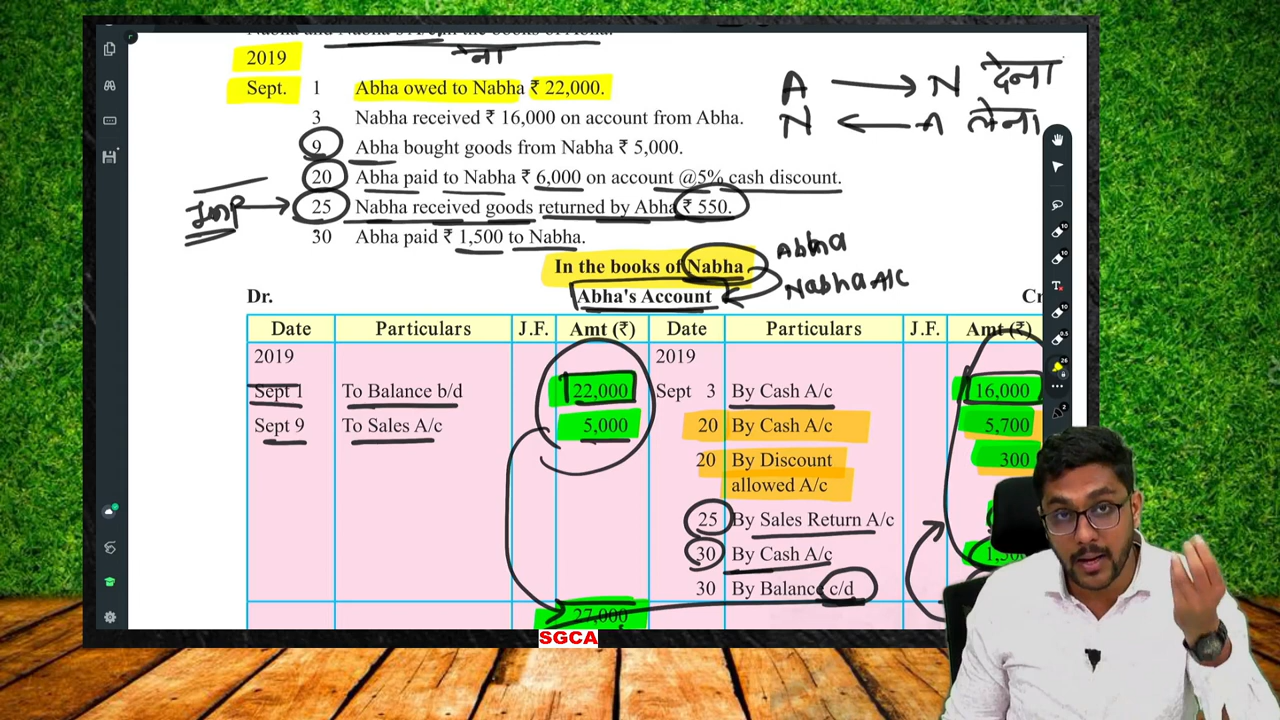 2019
देना
Sept. 1 Abha owed to Nabha ₹ 22,000.
A → N देना
3 Nabha received ₹ 16,000 on account from Abha.
N ← A लेना
9 Abha bought goods from Nabha ₹ 5,000.
20 Abha paid to Nabha ₹ 6,000 on account @5% cash discount.
Imp → 25 Nabha received goods returned by Abha ₹ 550.
30 Abha paid ₹ 1,500 to Nabha.
In the books of Nabha
Abha
Nabha A/C
Dr. Abha's Account Cr
Date Particulars J.F. Amt (₹) Date Particulars J.F. Amt (₹)
2019 2019
Sept 1 To Balance b/d 22,000 Sept 3 By Cash A/c 16,000
Sept 9 To Sales A/c 5,000 20 By Cash A/c 5,700
20 By Discount 300
allowed A/c
25 By Sales Return A/c
30 By Cash A/c
30 By Balance c/d
27,000
SGCA